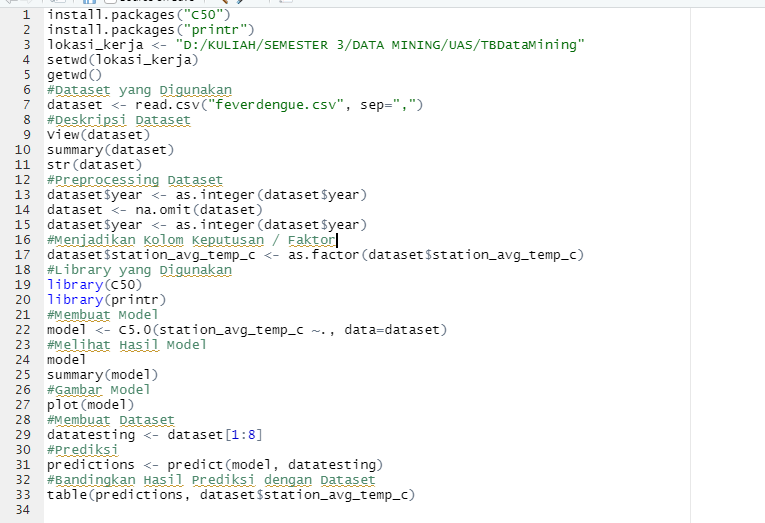 1 install.packages("C50")
2 install.packages("printr")
3 lokasi_kerja <- "D:/KULIAH/SEMESTER 3/DATA MINING/UAS/TBDataMining"
4 setwd(lokasi_kerja)
5 getwd()
6 #Dataset yang Digunakan
7 dataset <- read.csv("feverdengue.csv", sep=",")
8 #Deskripsi Dataset
9 View(dataset)
10 summary(dataset)
11 str(dataset)
12 #Preprocessing Dataset
13 dataset$year <- as.integer(dataset$year)
14 dataset <- na.omit(dataset)
15 dataset$year <- as.integer(dataset$year)
16 #Menjadikan Kolom Keputusan / Faktor
17 dataset$station_avg_temp_c <- as.factor(dataset$station_avg_temp_c)
18 #Library yang Digunakan
19 library(C50)
20 library(printr)
21 #Membuat Model
22 model <- C5.0(station_avg_temp_c ~., data=dataset)
23 #Melihat Hasil Model
24 model
25 summary(model)
26 #Gambar Model
27 plot(model)
28 #Membuat Dataset
29 datatesting <- dataset[1:8]
30 #Prediksi
31 predictions <- predict(model, datatesting)
32 #Bandingkan Hasil Prediksi dengan Dataset
33 table(predictions, dataset$station_avg_temp_c)
34